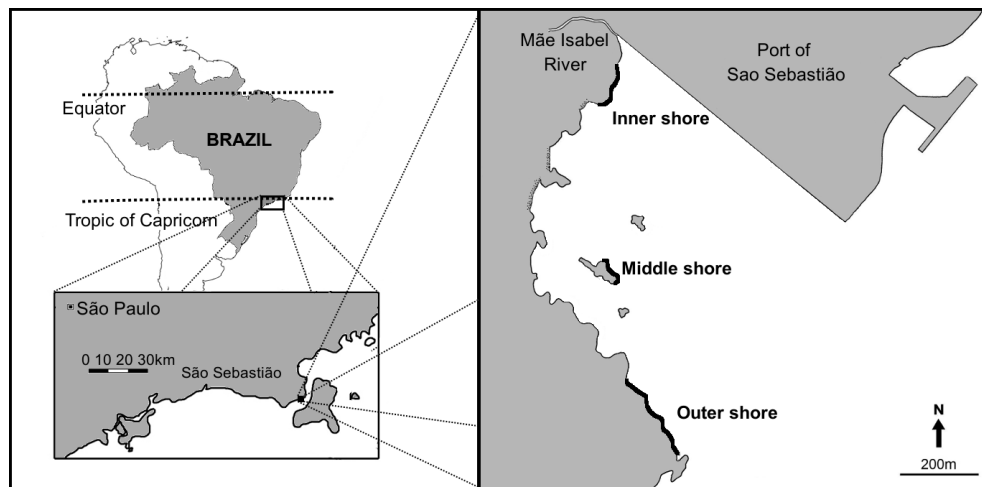 Equator
BRAZIL
Tropic of Capricorn
São Paulo
0 10 20 30km
São Sebastião
Mãe Isabel
River
Port of
Sao Sebastião
Inner shore
Middle shore
Outer shore
N
200m